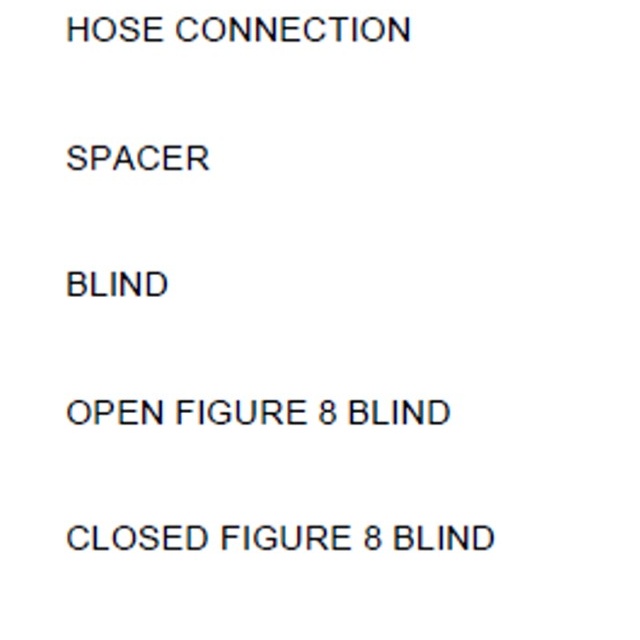 HOSE CONNECTION
SPACER
BLIND
OPEN FIGURE 8 BLIND
CLOSED FIGURE 8 BLIND